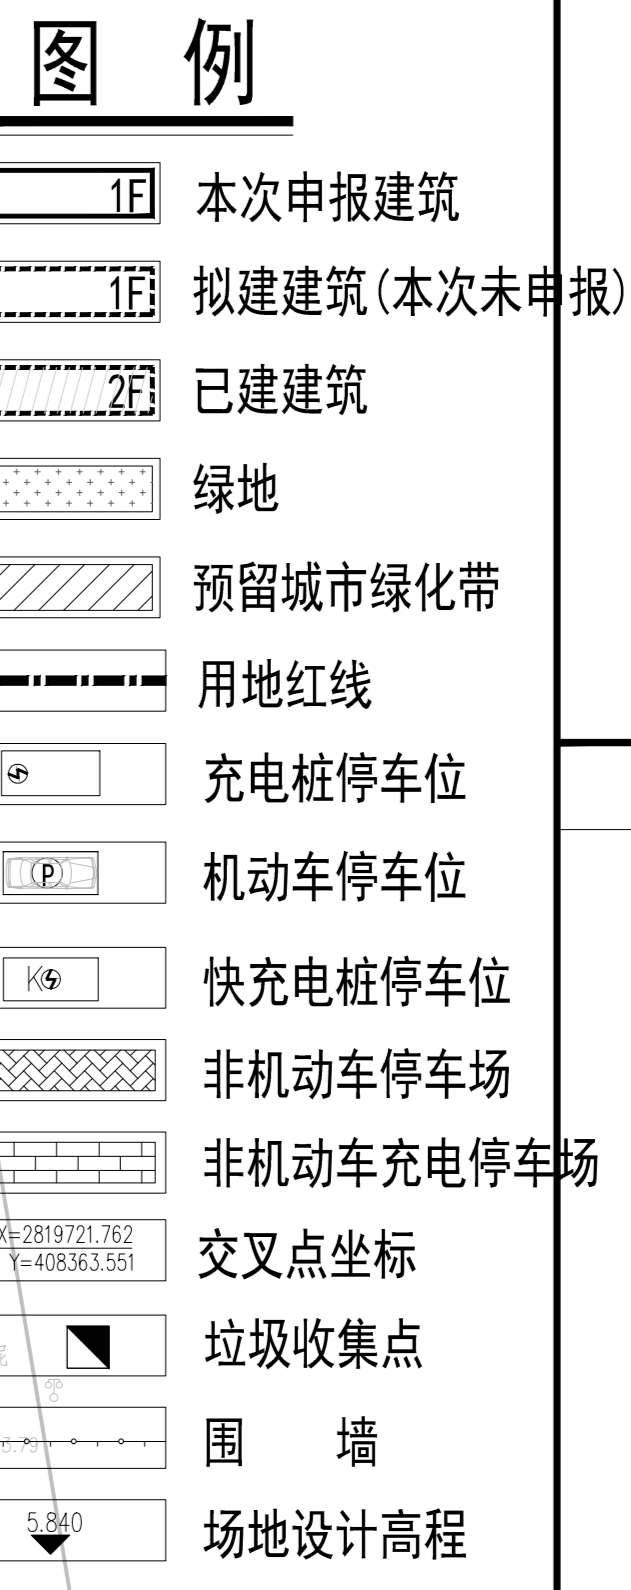 图 例
1F 本次申报建筑
1F 拟建建筑(本次未申报)
2F 已建建筑
绿地
预留城市绿化带
用地红线
充电桩停车位
P 机动车停车位
K 快充电桩停车位
非机动车停车场
非机动车充电停车场
X=2819721.762
Y=408363.551
交叉点坐标
垃圾收集点
3.79
围 墙
5.840 场地设计高程